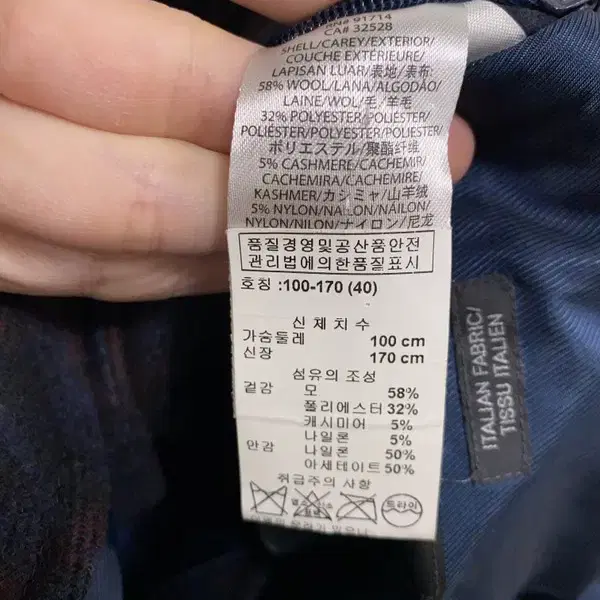 RN# 91714
CA# 32528
SHELL/CAREY/EXTERIOR/
COUCHE EXTÉRIEURE/
LAPISAN LUAR/表地/表布:
58% WOOL/LANA/ALGODÃO/
LAINE/WOL/毛/羊毛
32% POLYESTER/POLIÉSTER/
POLIÉSTER/POLYESTER/POLYESTER/
ポリエステル/聚酯纤维
5% CASHMERE/CACHEMIR/
CACHEMIRA/CACHEMIRE/
KASHMER/カシミヤ/山羊绒
5% NYLON/NAILON/NÁILON/
NYLON/NILON/ナイロン/尼龙
품질경영및공산품안전
관리법에의한품질표시
호칭 :100-170 (40)
신체치수
가슴둘레 100 cm
신장 170 cm
섬유의 조성
겉감 모 58%
폴리에스터 32%
캐시미어 5%
나일론 5%
안감 나일론 50%
아세테이트 50%
취급주의 사항
드라이
ITALIAN FABRIC/
TISSU ITALIEN